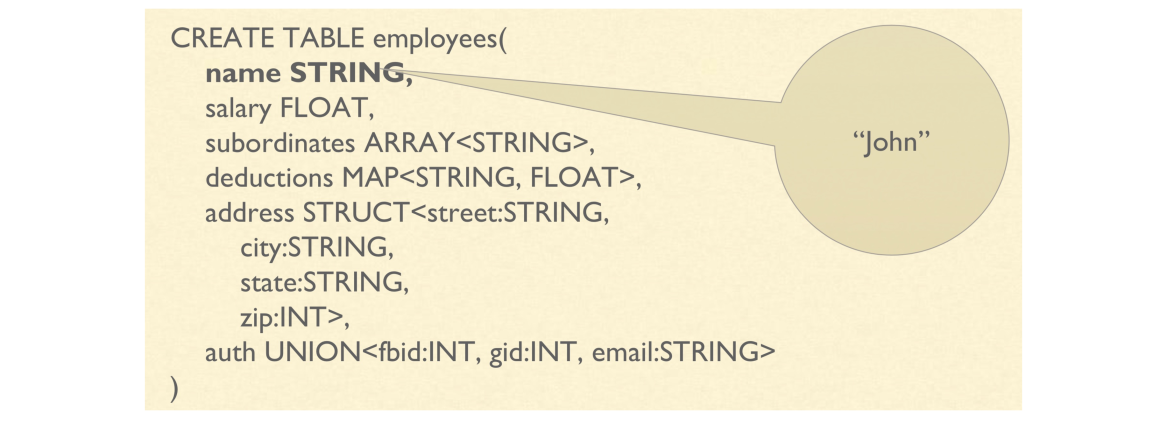 CREATE TABLE employees(
name STRING,
salary FLOAT,
subordinates ARRAY<STRING>,
deductions MAP<STRING, FLOAT>,
address STRUCT<street:STRING,
city:STRING,
state:STRING,
zip:INT>,
auth UNION<fbid:INT, gid:INT, email:STRING>
)
“John”